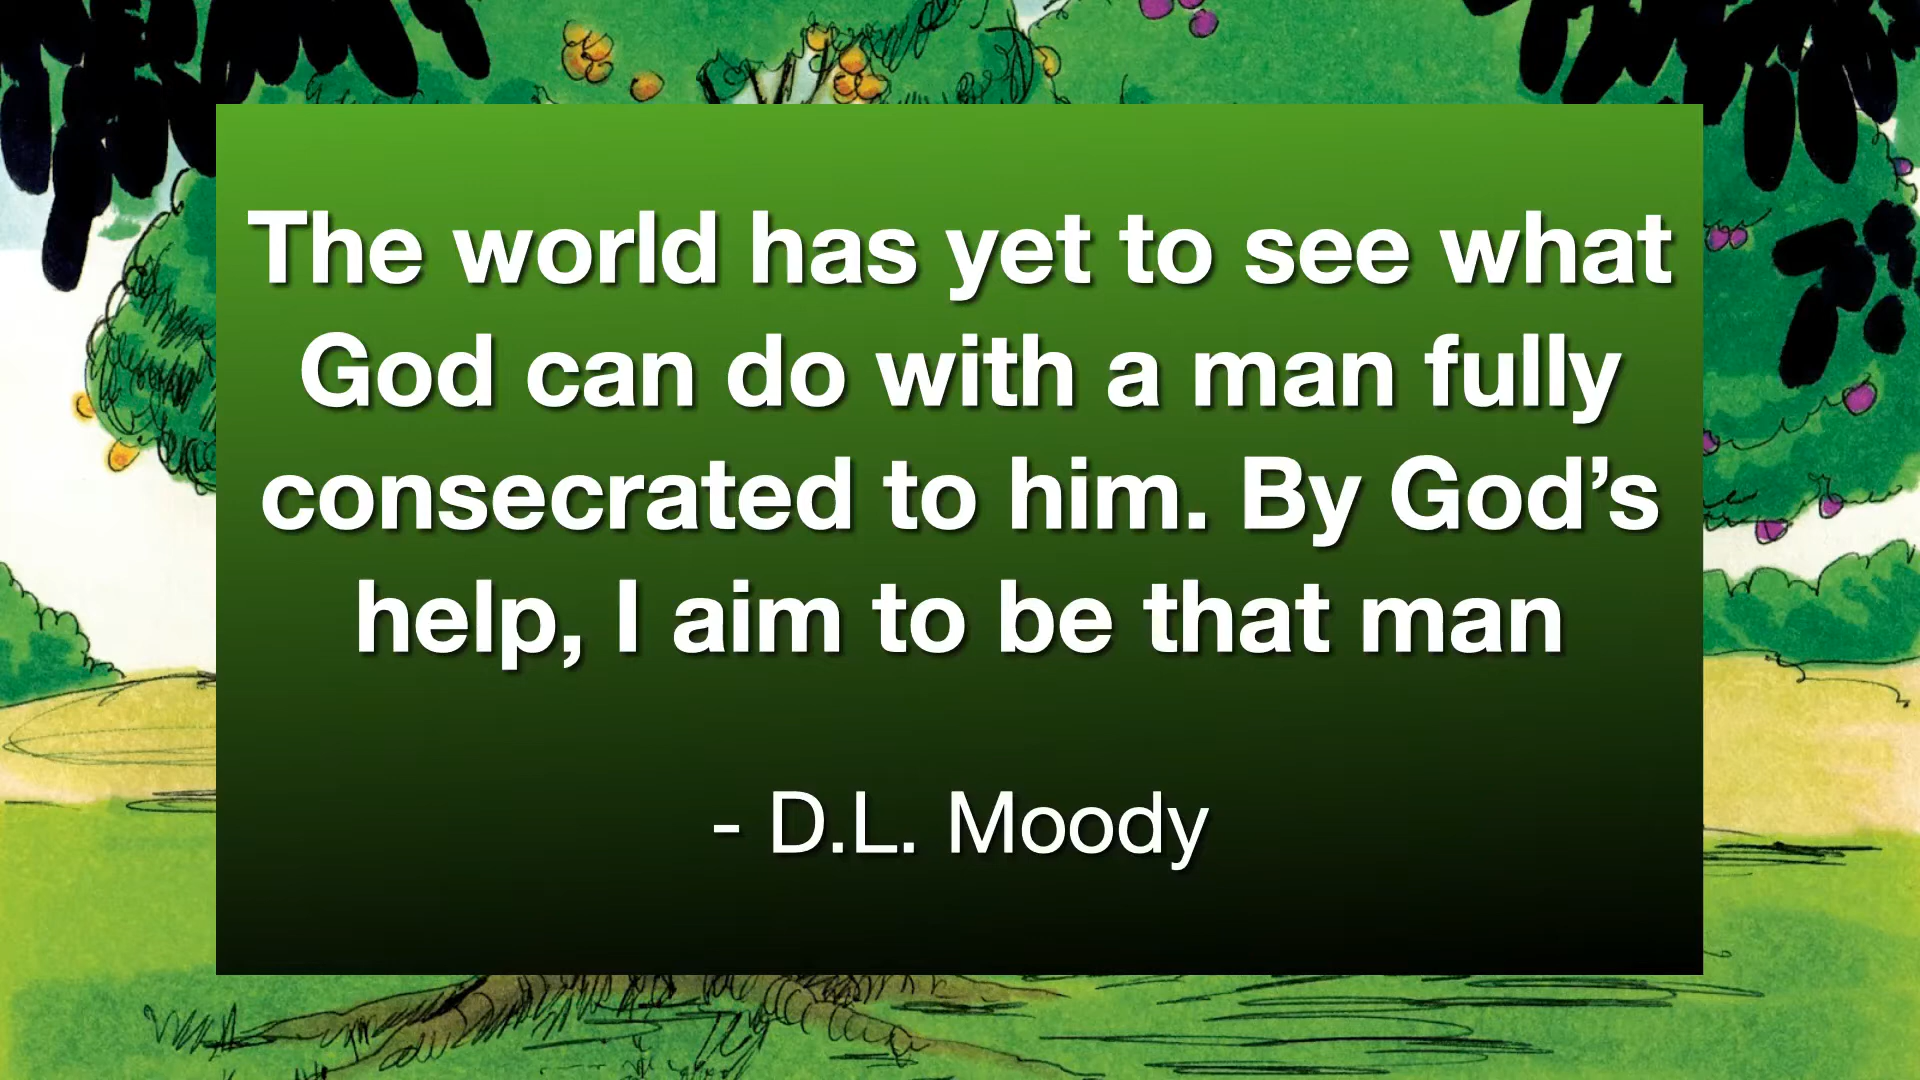 The world has yet to see what
God can do with a man fully
consecrated to him. By God’s
help, I aim to be that man
- D.L. Moody